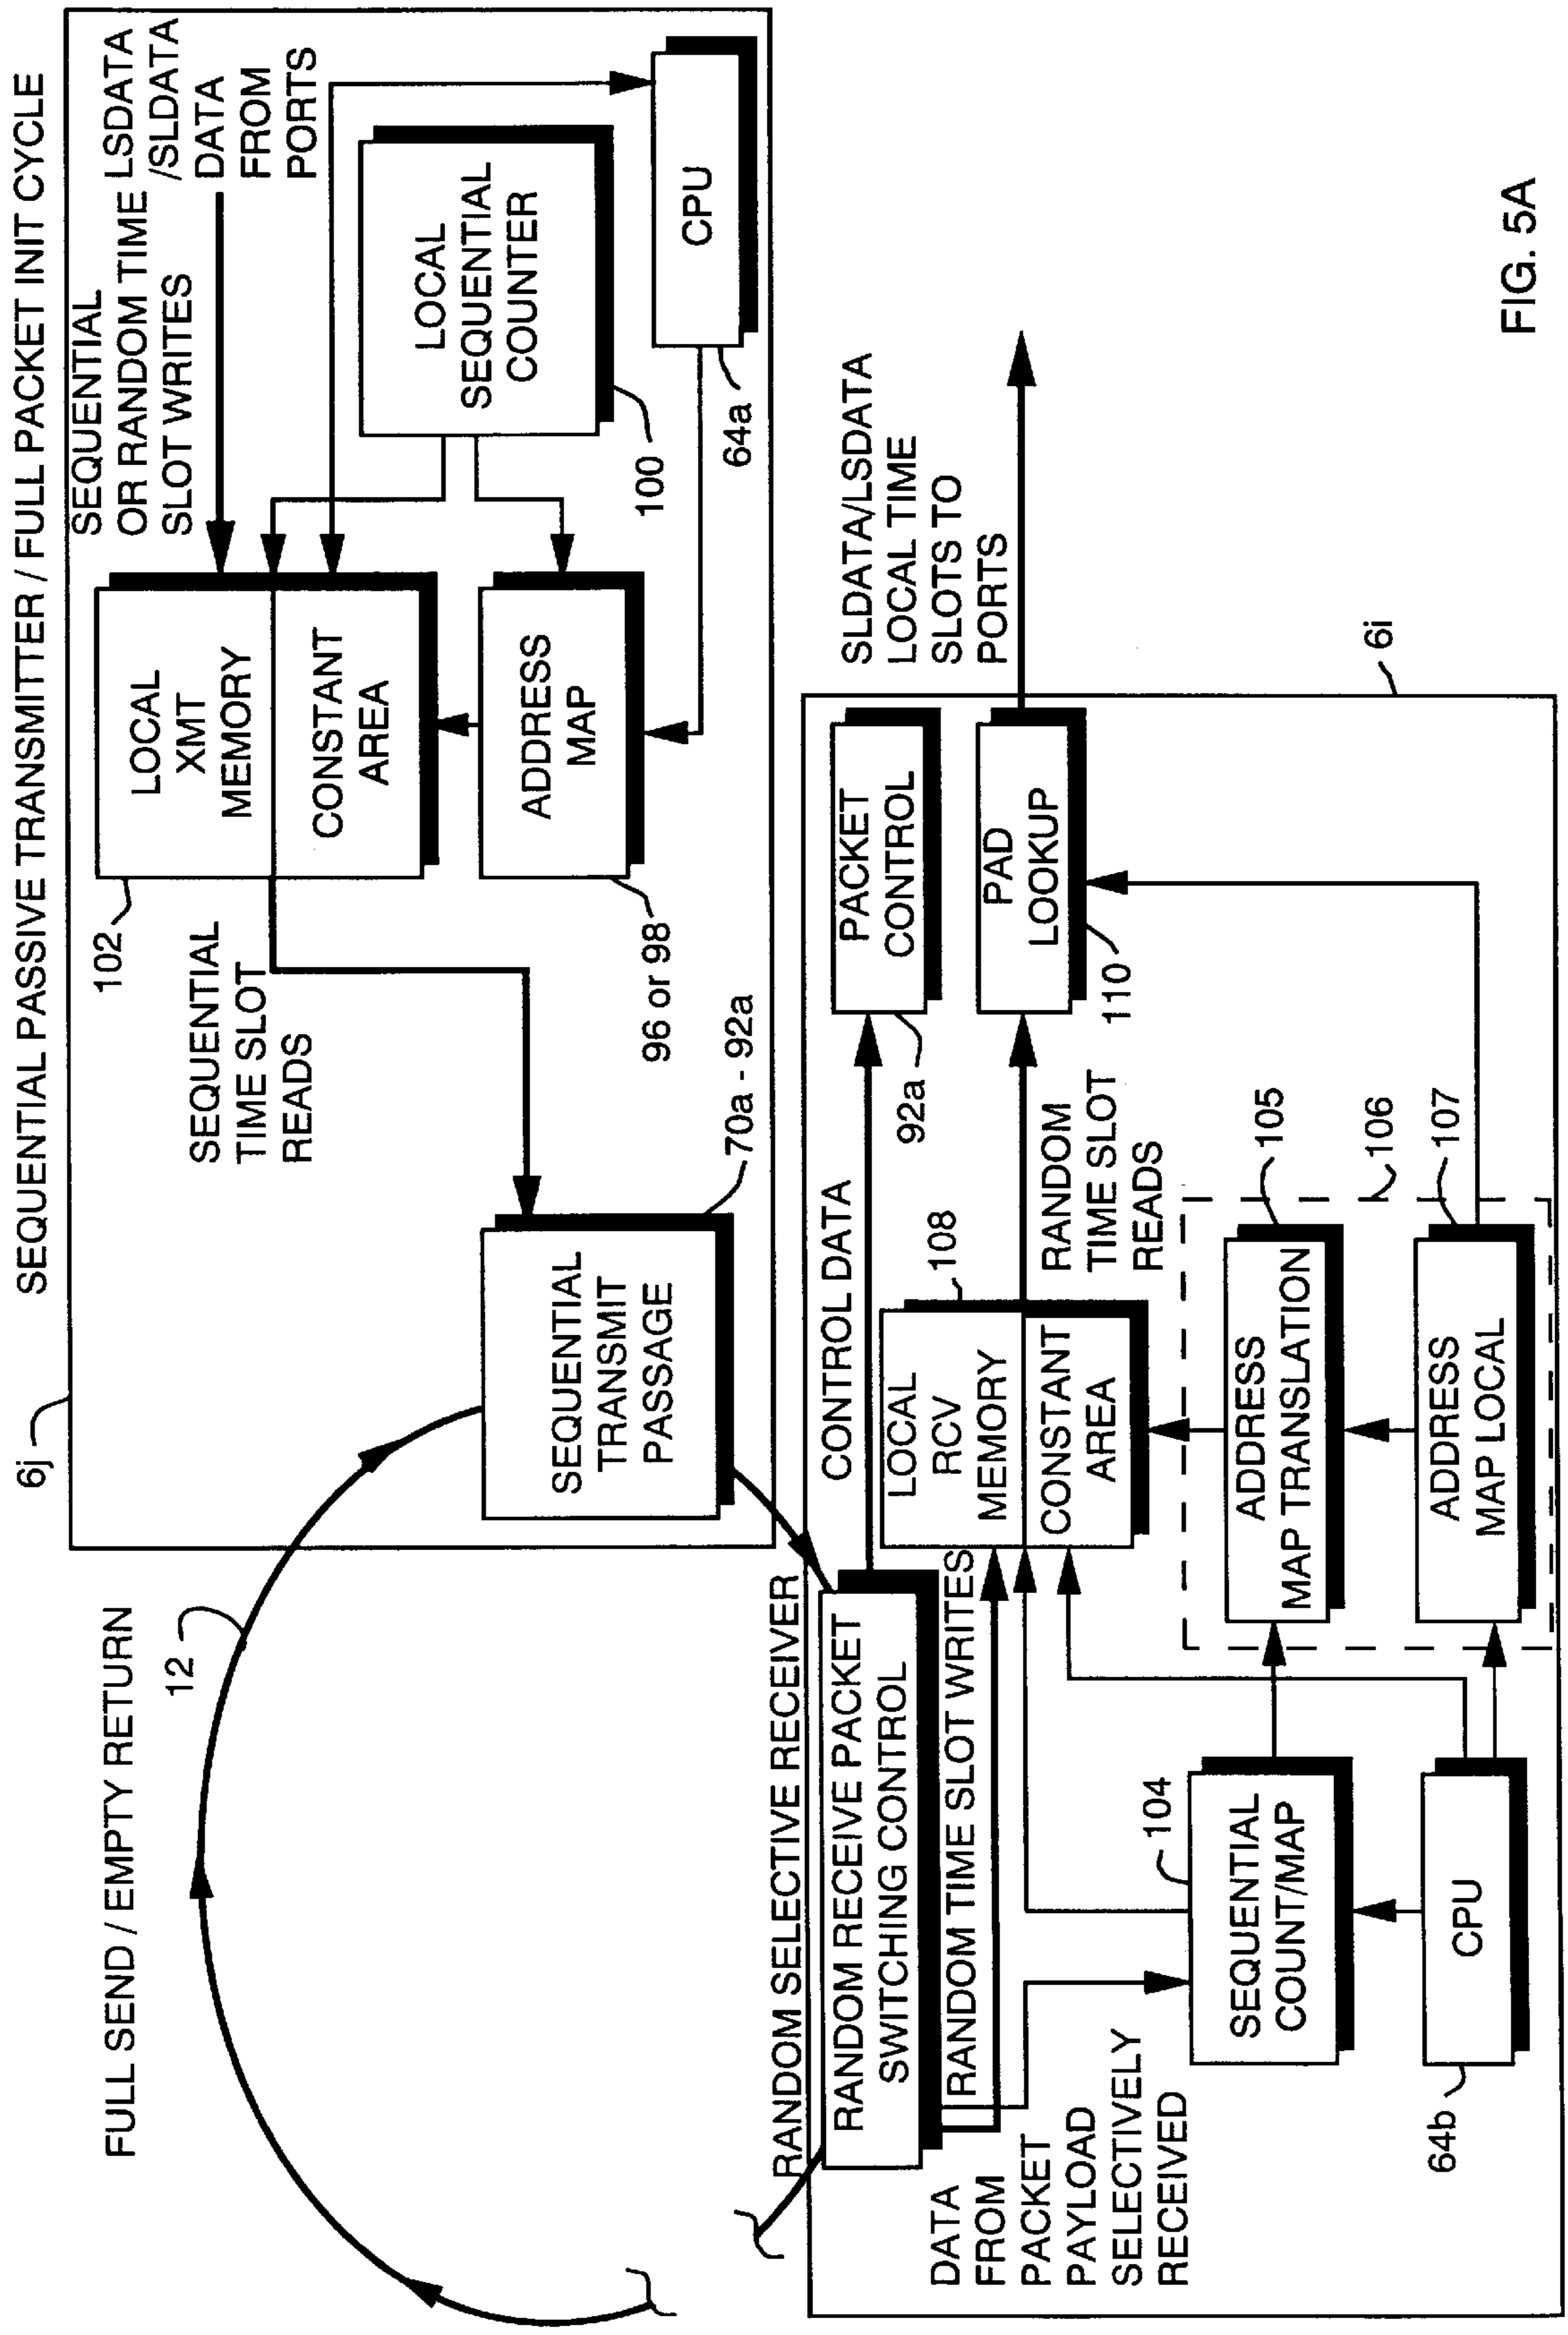 SEQUENTIAL PASSIVE TRANSMITTER / FULL PACKET INIT CYCLE
6j
FULL SEND / EMPTY RETURN
12
SEQUENTIAL
TRANSMIT
PASSAGE
70a - 92a
SEQUENTIAL
TIME SLOT
READS
102
LOCAL
XMT
MEMORY
CONSTANT
AREA
ADDRESS
MAP
96 or 98
SEQUENTIAL
OR RANDOM TIME
SLOT WRITES
LSDATA
/SLDATA
DATA
FROM
PORTS
LOCAL
SEQUENTIAL
COUNTER
100
CPU
64a
RANDOM SELECTIVE RECEIVER
RANDOM RECEIVE PACKET
SWITCHING CONTROL
CONTROL DATA
PACKET
CONTROL
92a
RANDOM TIME SLOT WRITES
DATA
FROM
PACKET
PAYLOAD
SELECTIVELY
RECEIVED
LOCAL
RCV
MEMORY
CONSTANT
AREA
108
RANDOM
TIME SLOT
READS
PAD
LOOKUP
110
SLDATA/LSDATA
LOCAL TIME
SLOTS TO
PORTS
SEQUENTIAL
COUNT/MAP
104
CPU
64b
ADDRESS
MAP TRANSLATION
105
106
ADDRESS
MAP LOCAL
107
6i
FIG. 5A